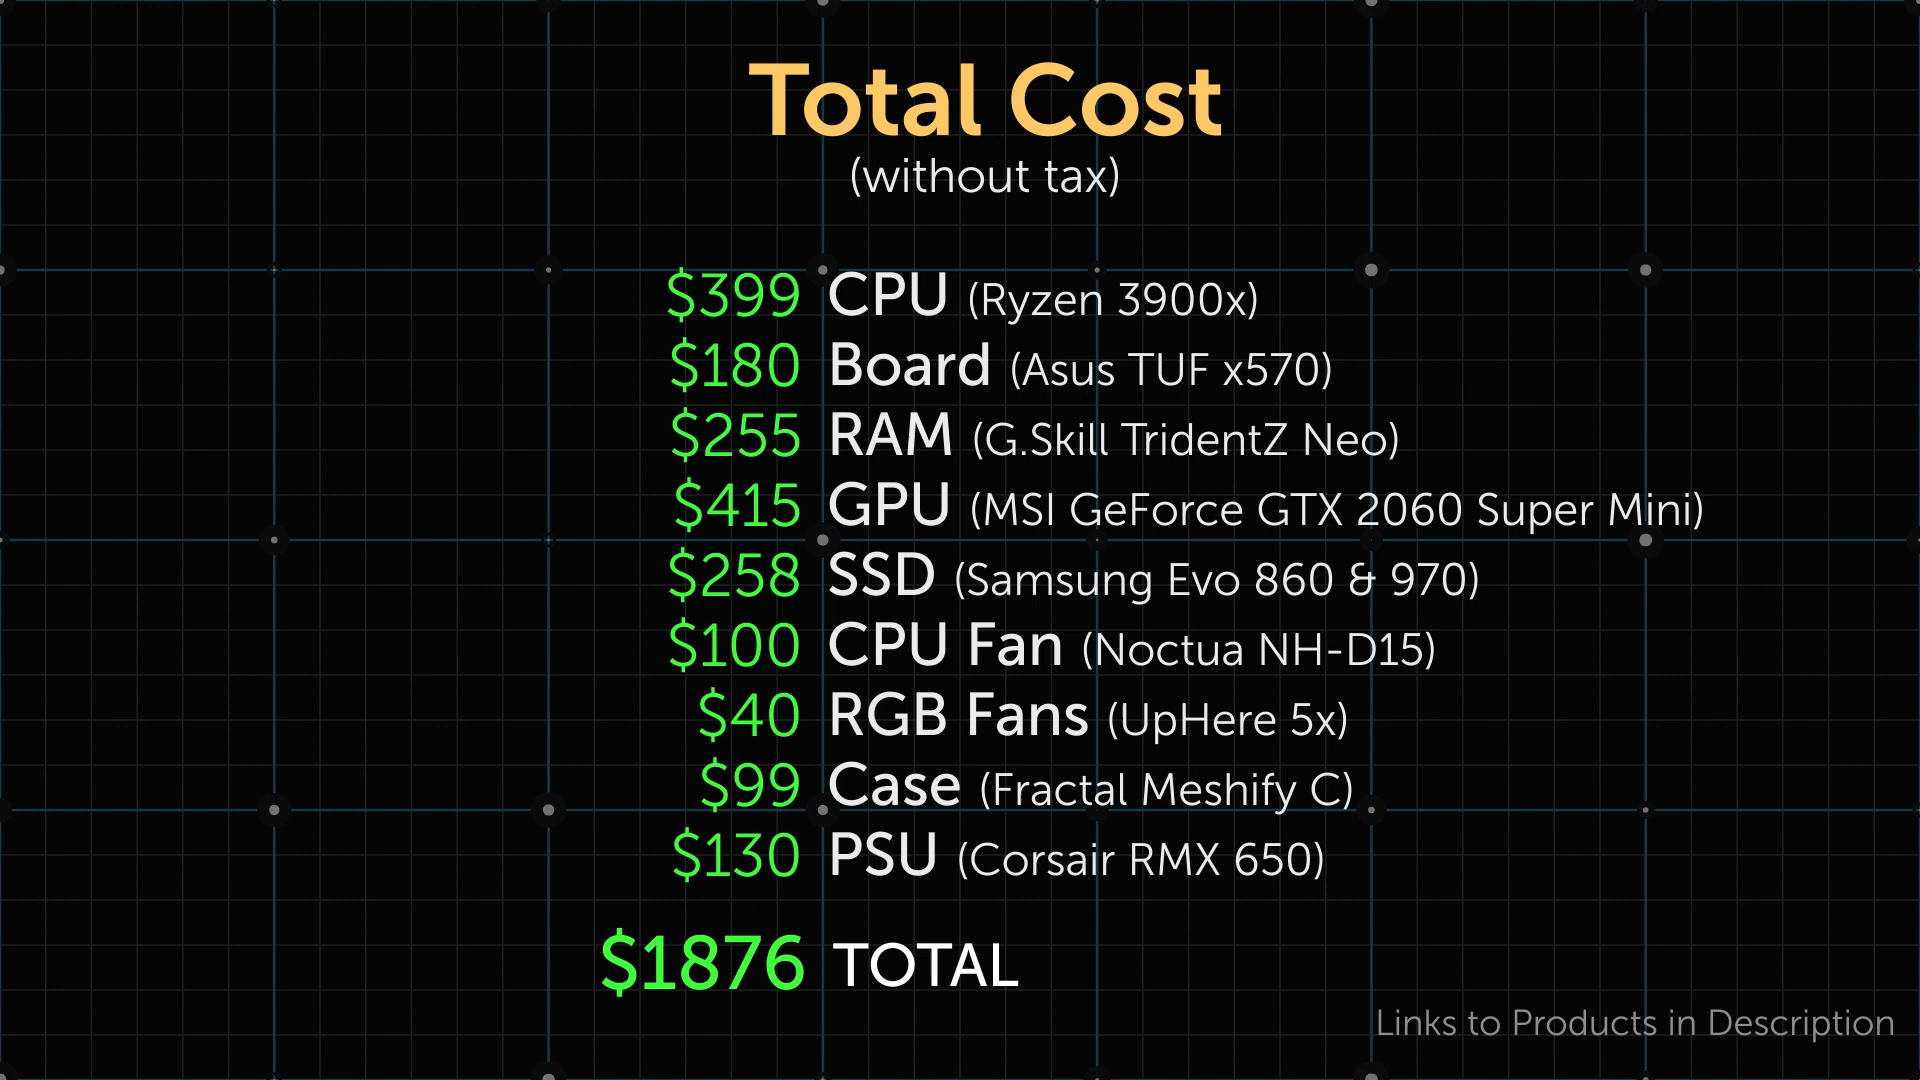 Total Cost
(without tax)
$399 CPU (Ryzen 3900x)
$180 Board (Asus TUF x570)
$255 RAM (G.Skill TridentZ Neo)
$415 GPU (MSI GeForce GTX 2060 Super Mini)
$258 SSD (Samsung Evo 860 & 970)
$100 CPU Fan (Noctua NH-D15)
$40 RGB Fans (UpHere 5x)
$99 Case (Fractal Meshify C)
$130 PSU (Corsair RMX 650)
$1876 TOTAL
Links to Products in Description